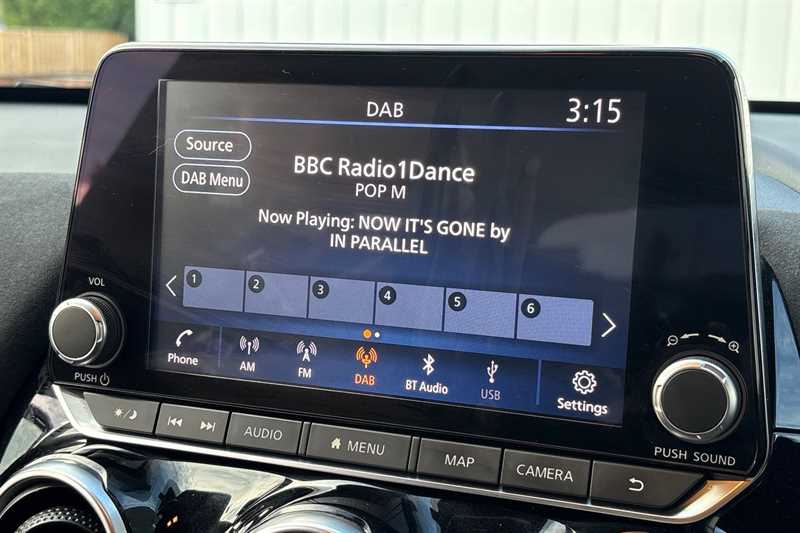 DAB
3:15
Source
DAB Menu
BBC Radio1Dance
POP M
Now Playing: NOW IT'S GONE by
IN PARALLEL
1 2 3 4 5 6
Phone
AM
FM
DAB
BT Audio
USB
Settings
VOL
PUSH
AUDIO
MENU
MAP
CAMERA
PUSH SOUND